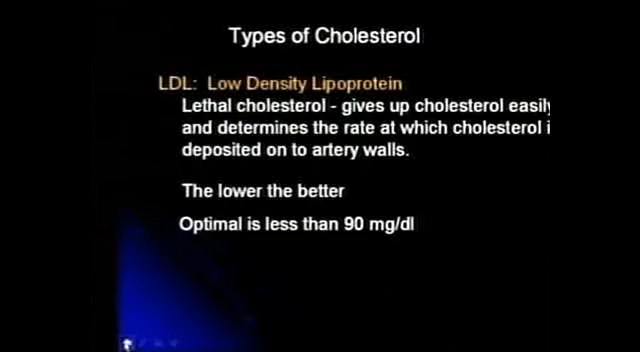 Types of Cholesterol
LDL: Low Density Lipoprotein
Lethal cholesterol - gives up cholesterol easily
and determines the rate at which cholesterol i
deposited on to artery walls.
The lower the better
Optimal is less than 90 mg/dl